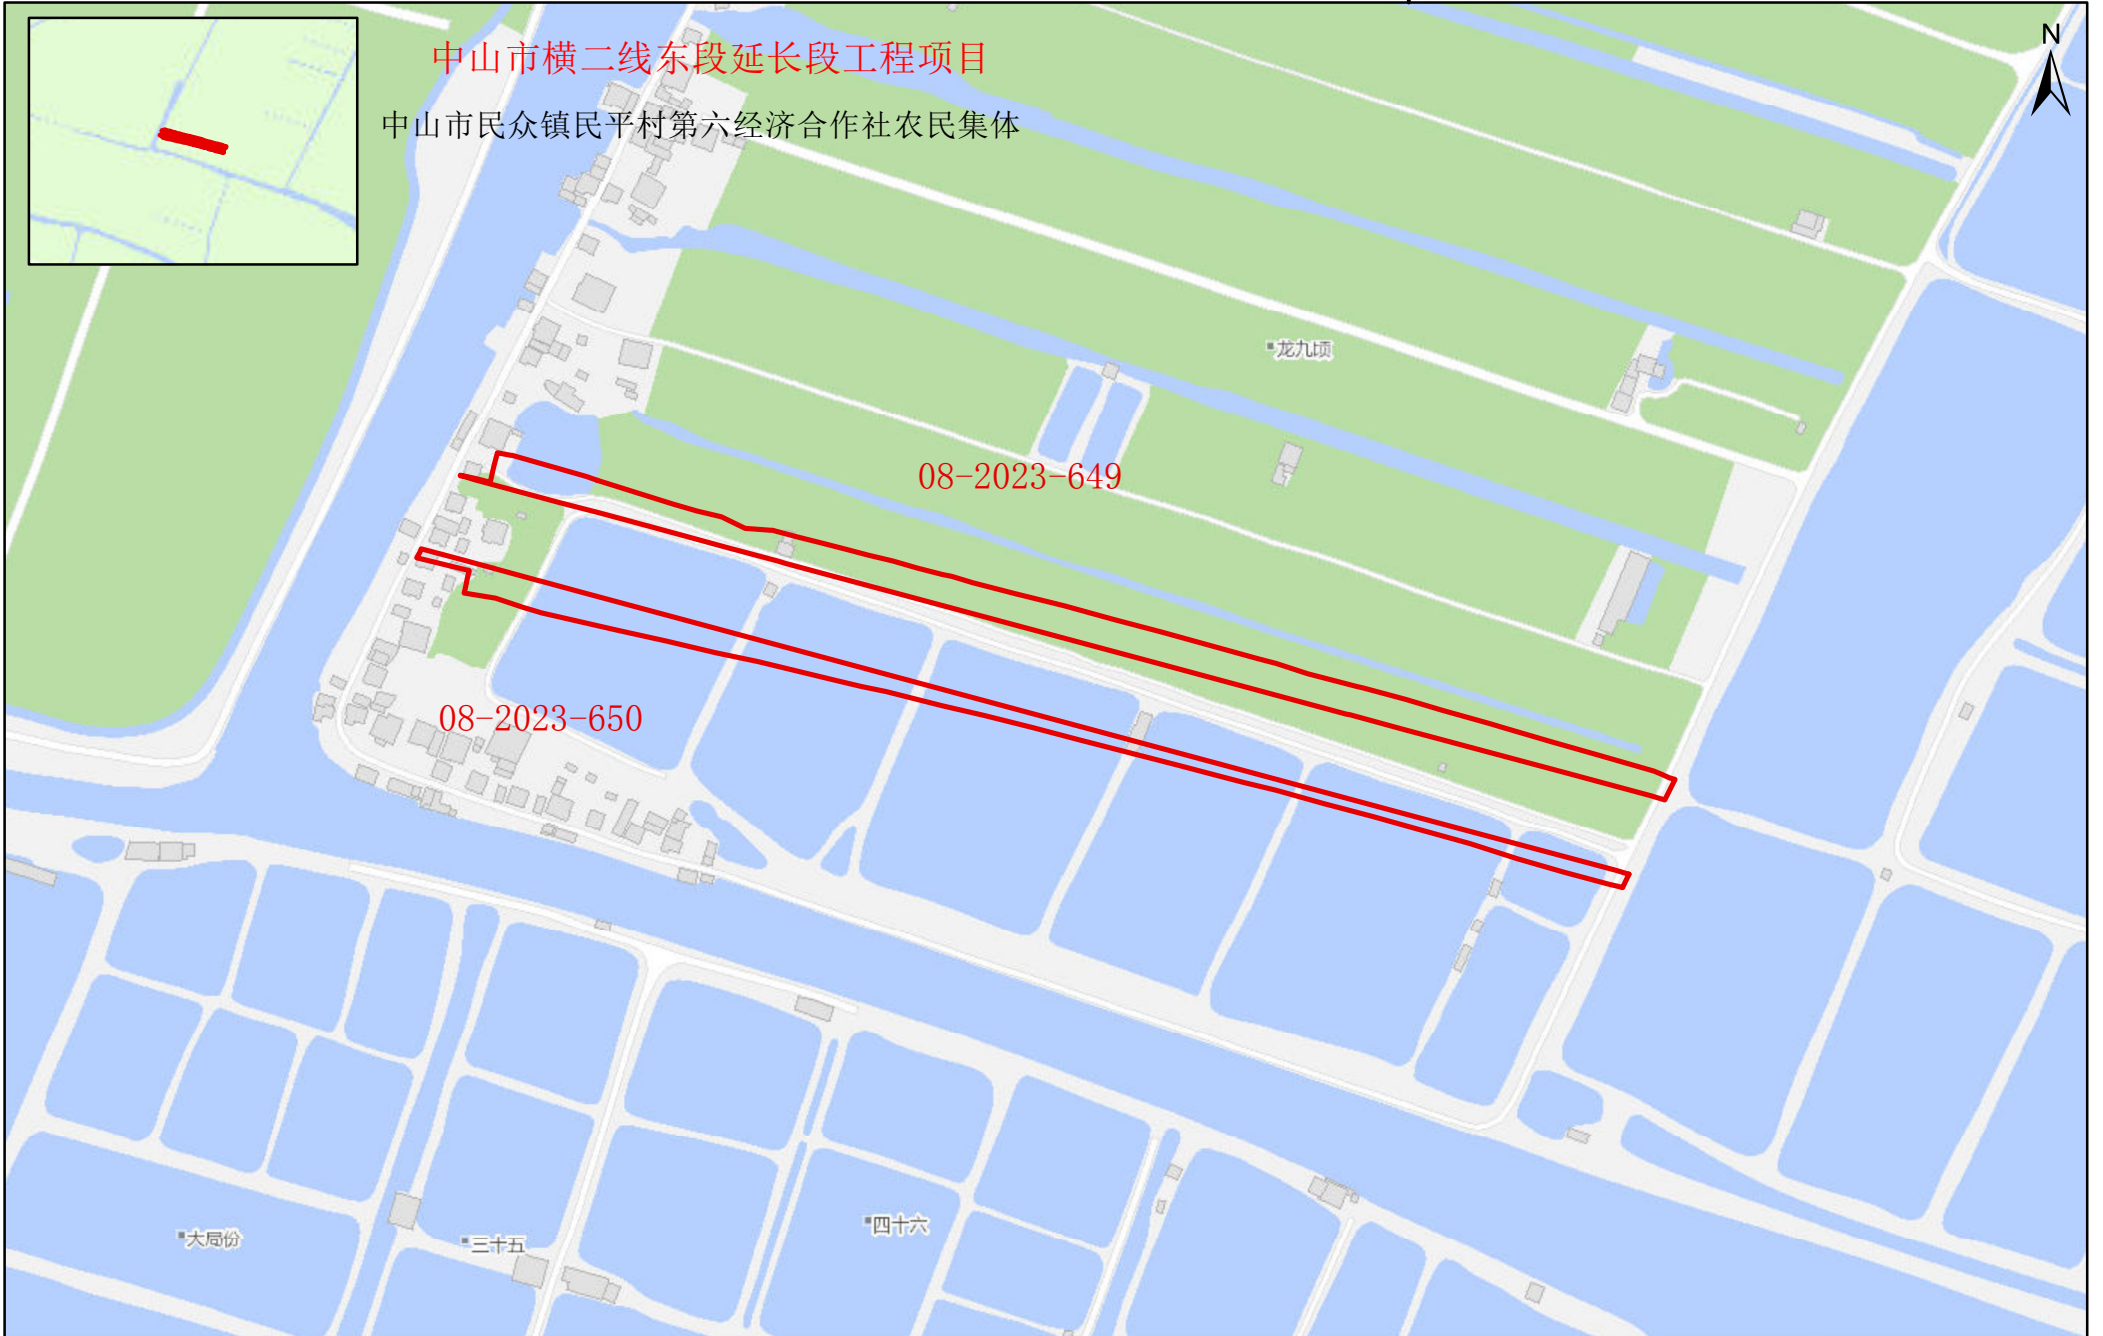 中山市横二线东段延长段工程项目
N
中山市民众镇民平村第六经济合作社农民集体
龙九顷
08-2023-649
08-2023-650
四十六
大局份
三十五